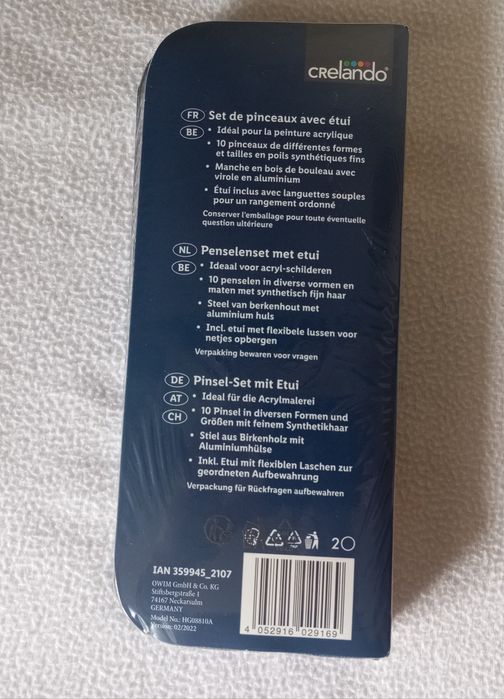 crelando®
FR Set de pinceaux avec étui
BE • Idéal pour la peinture acrylique
• 10 pinceaux de différentes formes
et tailles en poils synthétiques fins
• Manche en bois de bouleau avec
virole en aluminium
• Étui inclus avec languettes souples
pour un rangement ordonné
Conserver l'emballage pour toute éventuelle
question ultérieure
NL Penselenset met etui
BE • Ideaal voor acryl-schilderen
• 10 penselen in diverse vormen en
maten met synthetisch fijn haar
• Steel van berkenhout met
aluminium huls
• Incl. etui met flexibele lussen voor
netjes opbergen
Verpakking bewaren voor vragen
DE Pinsel-Set mit Etui
AT • Ideal für die Acrylmalerei
CH • 10 Pinsel in diversen Formen und
Größen mit feinem Synthetikhaar
• Stiel aus Birkenholz mit
Aluminiumhülse
• Inkl. Etui mit flexiblen Laschen zur
geordneten Aufbewahrung
Verpackung für Rückfragen aufbewahren
2
IAN 359945_2107
OWIM GmbH & Co. KG
Stiftsbergstraße 1
74167 Neckarsulm
GERMANY
Model No.: HG08810A
Version: 02/2022
4 052916 029169